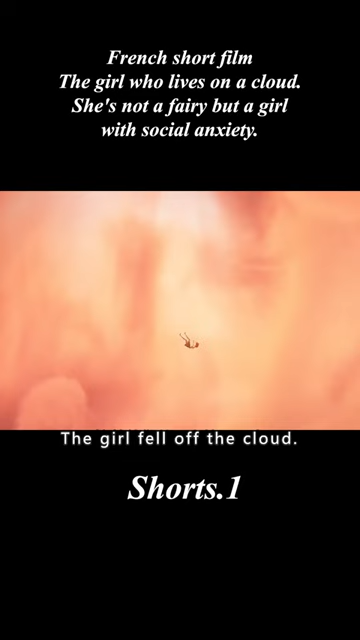 French short film
The girl who lives on a cloud.
She's not a fairy but a girl
with social anxiety.
The girl fell off the cloud.
Shorts.1